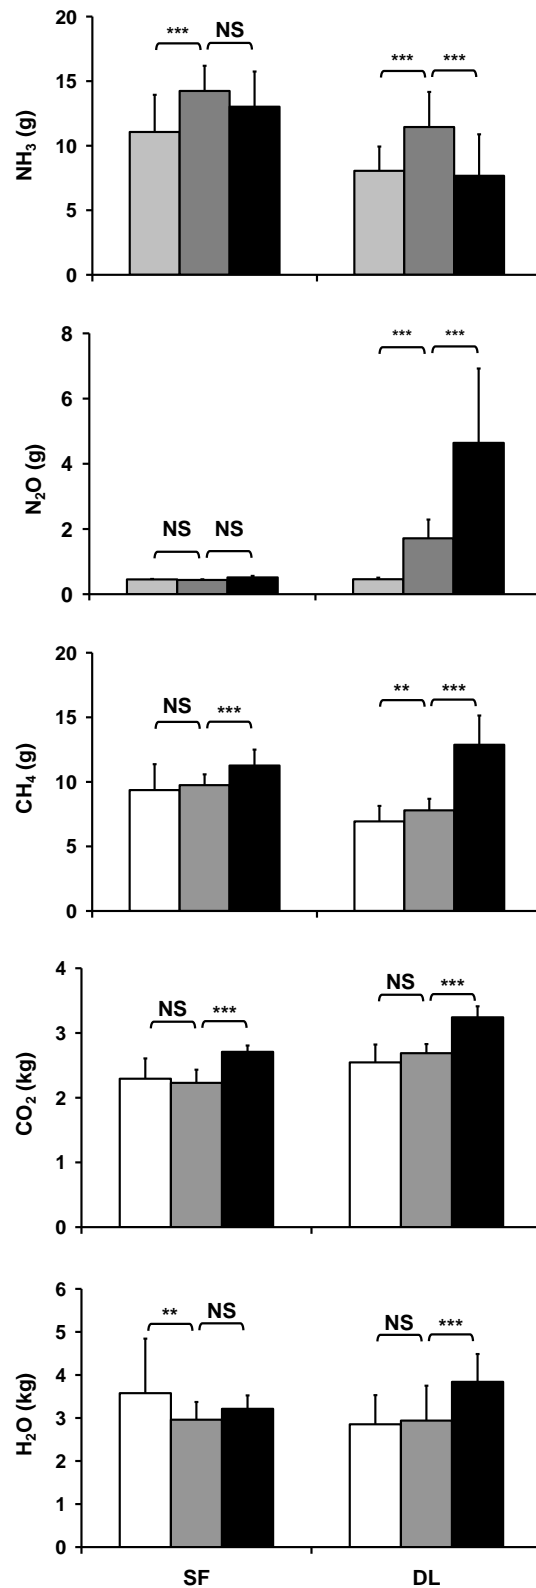 NH₃ (g)
20
15
10
5
0
*** NS
*** ***
N₂O (g)
8
6
4
2
0
NS NS
*** ***
CH₄ (g)
20
15
10
5
0
NS ***
** ***
CO₂ (kg)
4
3
2
1
0
NS ***
NS ***
H₂O (kg)
6
5
4
3
2
1
0
** NS
NS ***
SF DL